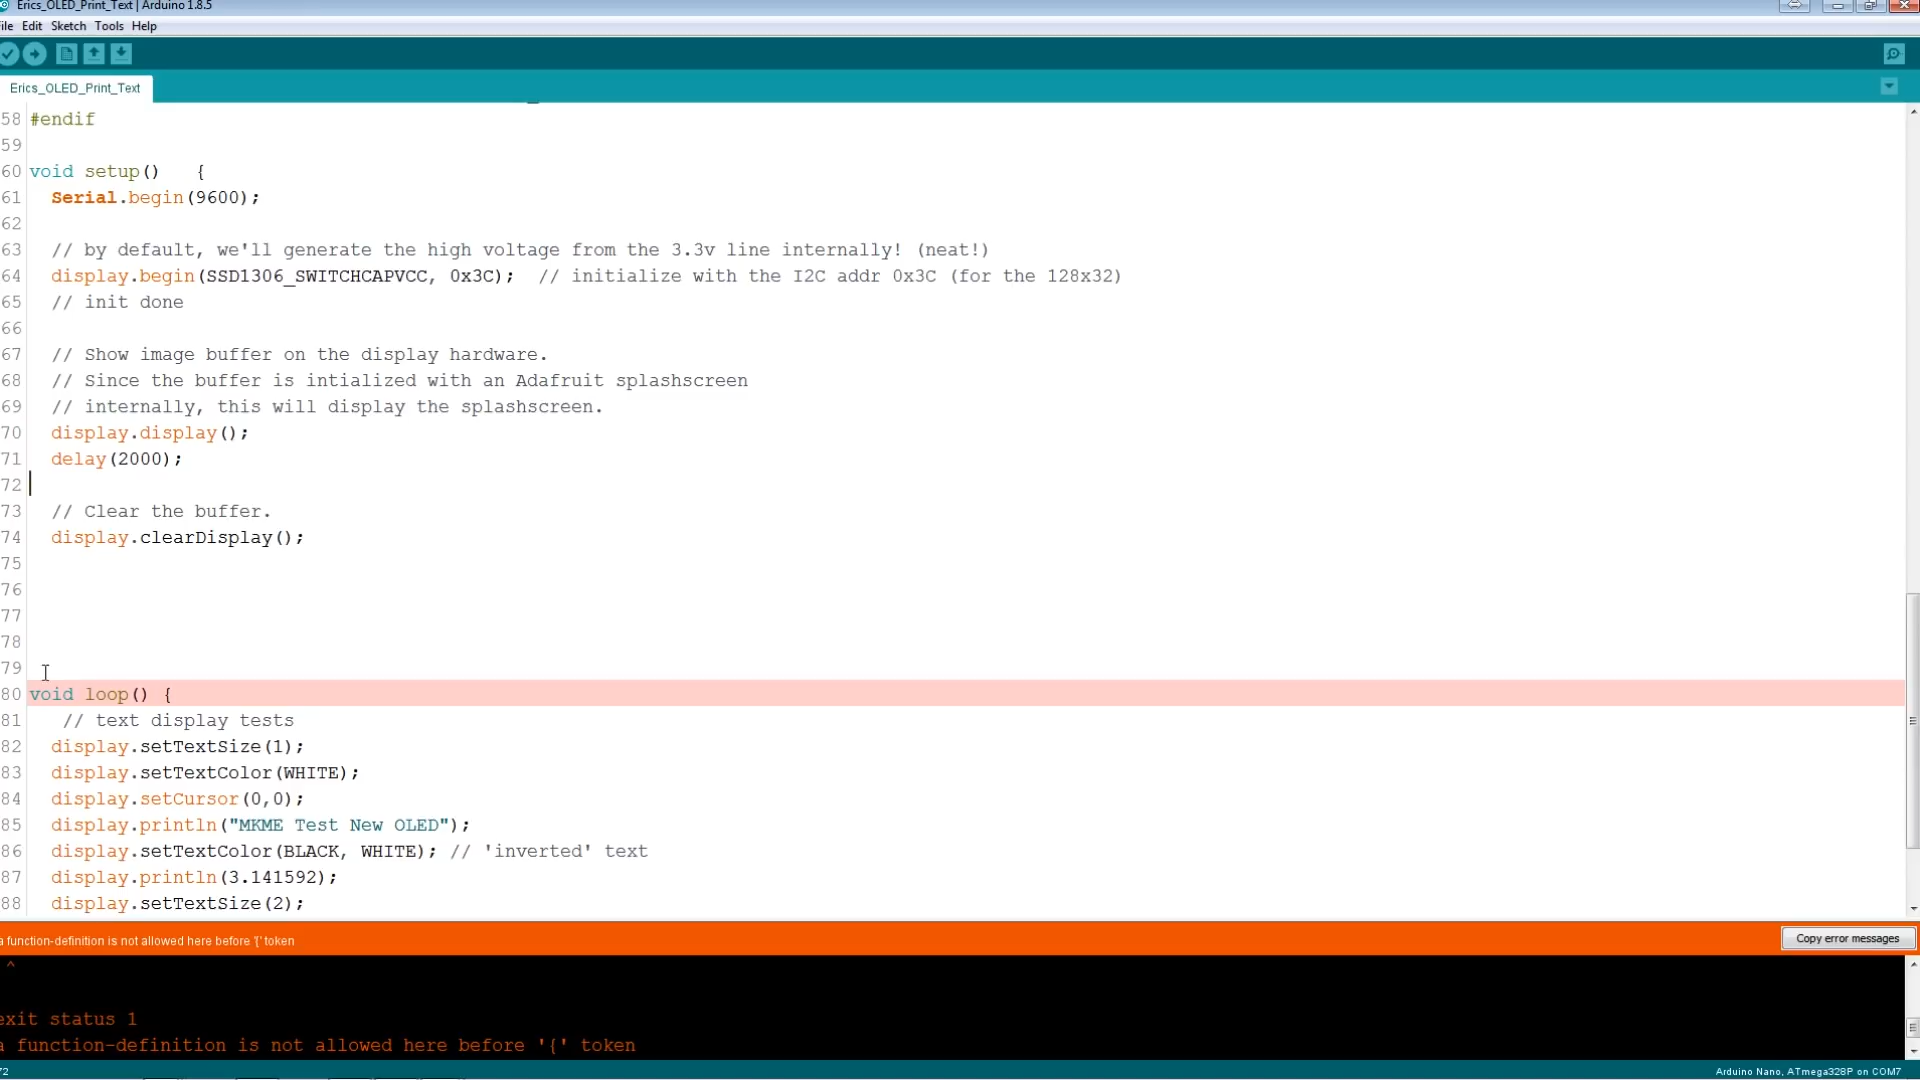 Erics_OLED_Print_Text | Arduino 1.8.5
File Edit Sketch Tools Help
Erics_OLED_Print_Text
58 #endif
59
60 void setup()   {
61   Serial.begin(9600);
62
63   // by default, we'll generate the high voltage from the 3.3v line internally! (neat!)
64   display.begin(SSD1306_SWITCHCAPVCC, 0x3C);  // initialize with the I2C addr 0x3C (for the 128x32)
65   // init done
66
67   // Show image buffer on the display hardware.
68   // Since the buffer is intialized with an Adafruit splashscreen
69   // internally, this will display the splashscreen.
70   display.display();
71   delay(2000);
72
73   // Clear the buffer.
74   display.clearDisplay();
75
76
77
78
79
80 void loop() {
81    // text display tests
82   display.setTextSize(1);
83   display.setTextColor(WHITE);
84   display.setCursor(0,0);
85   display.println("MKME Test New OLED");
86   display.setTextColor(BLACK, WHITE); // 'inverted' text
87   display.println(3.141592);
88   display.setTextSize(2);
a function-definition is not allowed here before '{' token
Copy error messages
^
exit status 1
a function-definition is not allowed here before '{' token
72
Arduino Nano, ATmega328P on COM7